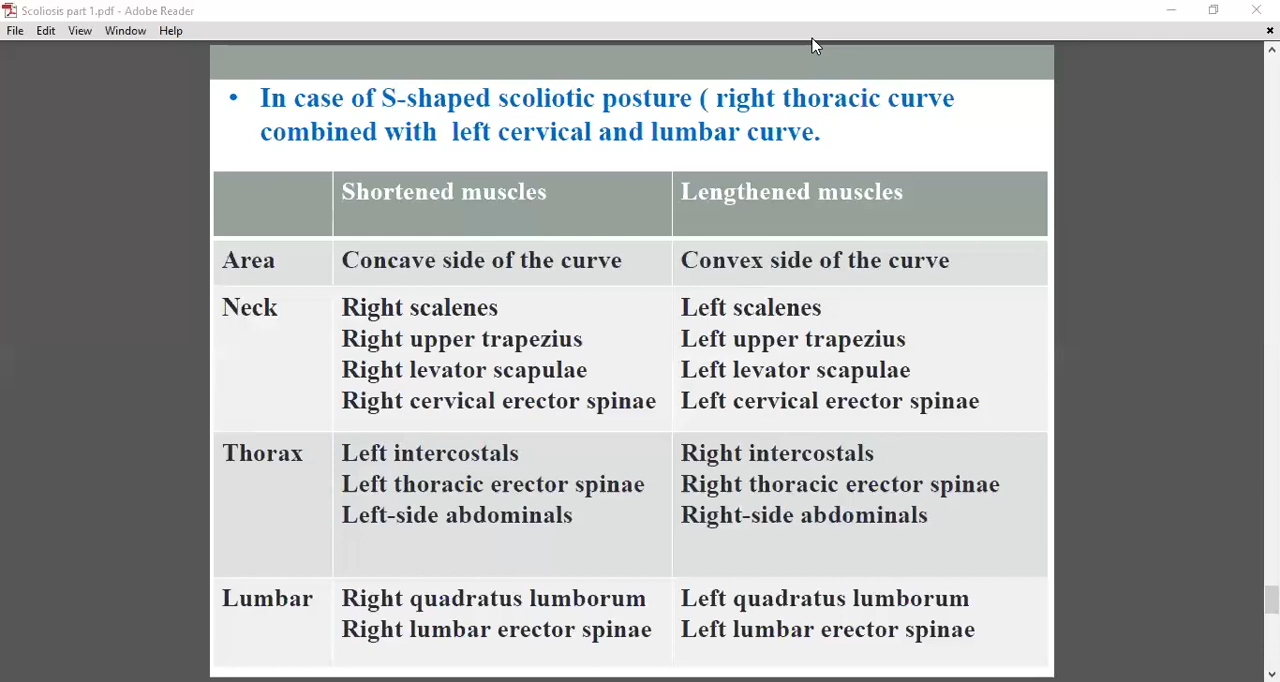 Scoliosis part 1.pdf - Adobe Reader
File Edit View Window Help
• In case of S-shaped scoliotic posture ( right thoracic curve
combined with left cervical and lumbar curve.
Shortened muscles Lengthened muscles
Area Concave side of the curve Convex side of the curve
Neck Right scalenes Left scalenes
Right upper trapezius Left upper trapezius
Right levator scapulae Left levator scapulae
Right cervical erector spinae Left cervical erector spinae
Thorax Left intercostals Right intercostals
Left thoracic erector spinae Right thoracic erector spinae
Left-side abdominals Right-side abdominals
Lumbar Right quadratus lumborum Left quadratus lumborum
Right lumbar erector spinae Left lumbar erector spinae